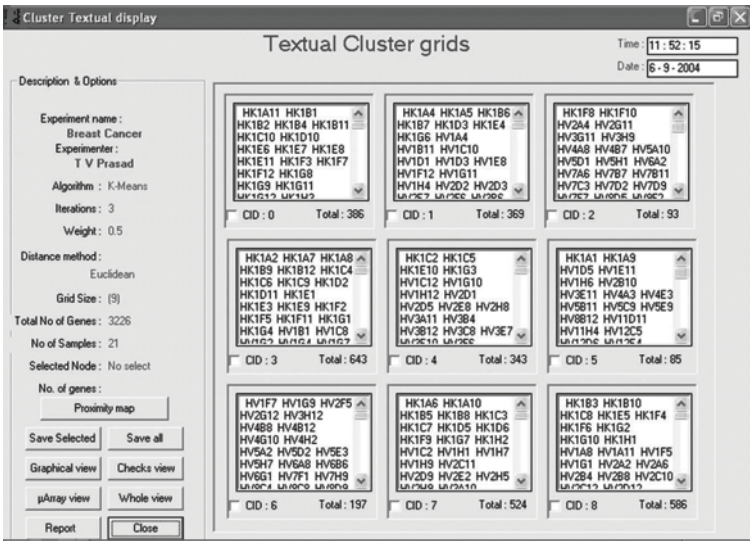 Cluster Textual display
Textual Cluster grids
Time : 11 : 52 : 15
Date : 6 - 9 - 2004
Description & Options
Experiment name :
Breast Cancer
Experimenter :
T V Prasad
Algorithm : K-Means
Iterations : 3
Weight : 0.5
Distance method :
Euclidean
Grid Size : (9)
Total No of Genes : 3226
No of Samples : 21
Selected Node : No select
No. of genes :
Proximity map
Save Selected Save all
Graphical view Checks view
µArray view Whole view
Report Close
HK1A11 HK1B1
HK1B2 HK1B4 HK1B11
HK1C10 HK1D10
HK1E6 HK1E7 HK1E8
HK1E11 HK1F3 HK1F7
HK1F12 HK1G8
HK1G9 HK1G11
HK1G12 HK1H2
CID : 0 Total : 386
HK1A4 HK1A5 HK1B6
HK1B7 HK1D3 HK1E4
HK1G6 HV1A4
HV1B11 HV1C10
HV1D1 HV1D3 HV1E8
HV1F12 HV1G11
HV1H4 HV2D2 HV2D3
CID : 1 Total : 369
HK1F8 HK1F10
HV2A4 HV2G11
HV3G11 HV3H9
HV4A8 HV4B7 HV5A10
HV5D1 HV5H1 HV6A2
HV7A6 HV7B7 HV7B11
HV7C3 HV7D2 HV7D9
CID : 2 Total : 93
HK1A2 HK1A7 HK1A8
HK1B9 HK1B12 HK1C4
HK1C6 HK1C9 HK1D2
HK1D11 HK1E1
HK1E3 HK1E9 HK1F2
HK1F5 HK1F11 HK1G1
HK1G4 HV1B1 HV1C8
CID : 3 Total : 643
HK1C2 HK1C5
HK1E10 HK1G3
HV1C12 HV1G10
HV1H12 HV2D1
HV2D5 HV2E8 HV2H8
HV3A11 HV3B4
HV3B12 HV3C8 HV3E7
CID : 4 Total : 343
HK1A1 HK1A9
HV1D5 HV1E11
HV1H6 HV2B10
HV3E11 HV4A3 HV4E3
HV5B11 HV5C9 HV5E9
HV8B12 HV11D11
HV11H4 HV12C5
CID : 5 Total : 85
HV1F7 HV1G9 HV2F5
HV2G12 HV3H12
HV4B8 HV4B12
HV4G10 HV4H2
HV5A2 HV5D2 HV5E3
HV5H7 HV6A8 HV6B6
HV6G1 HV7F1 HV7H9
CID : 6 Total : 197
HK1A6 HK1A10
HK1B5 HK1B8 HK1C3
HK1C7 HK1D5 HK1D6
HK1F9 HK1G7 HK1H2
HV1C2 HV1H1 HV1H7
HV1H9 HV2C11
HV2D9 HV2E2 HV2H5
CID : 7 Total : 524
HK1B3 HK1B10
HK1C8 HK1E5 HK1F4
HK1F6 HK1G2
HK1G10 HK1H1
HV1A8 HV1A11 HV1F5
HV1G1 HV2A2 HV2A6
HV2B4 HV2B8 HV2C10
CID : 8 Total : 586